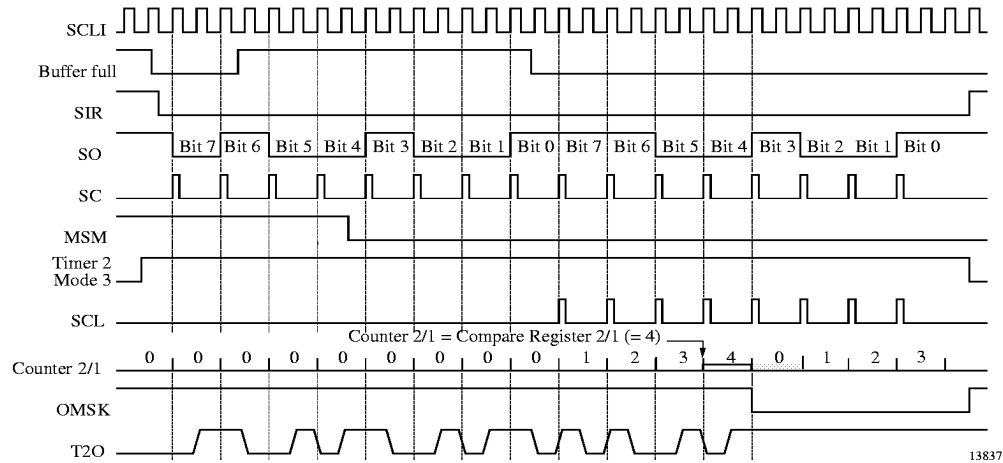 SCLI
Buffer full
SIR
SO Bit 7 Bit 6 Bit 5 Bit 4 Bit 3 Bit 2 Bit 1 Bit 0 Bit 7 Bit 6 Bit 5 Bit 4 Bit 3 Bit 2 Bit 1 Bit 0
SC
MSM
Timer 2
Mode 3
SCL
Counter 2/1 = Compare Register 2/1 (= 4)
Counter 2/1 0 0 0 0 0 0 0 0 0 1 2 3 4 0 1 2 3
OMSK
T2O
13837